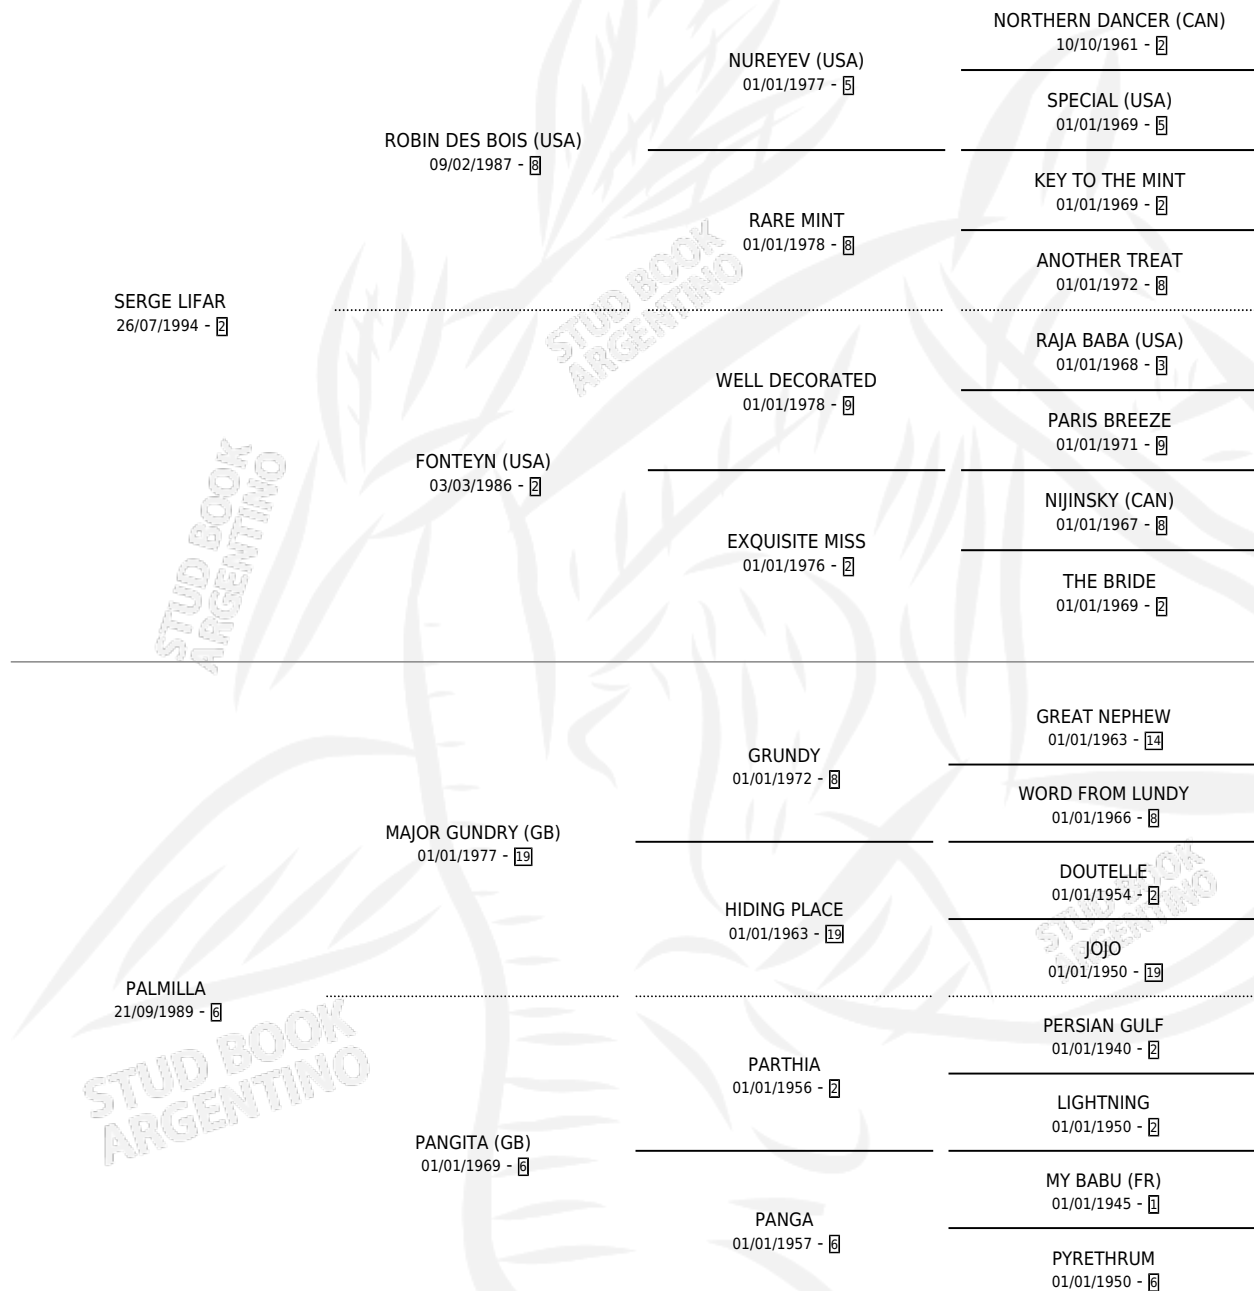 NORTHERN DANCER (CAN)
10/10/1961 - 2
NUREYEV (USA)
01/01/1977 - 5
SPECIAL (USA)
01/01/1969 - 5
ROBIN DES BOIS (USA)
09/02/1987 - 8
KEY TO THE MINT
01/01/1969 - 2
RARE MINT
01/01/1978 - 8
ANOTHER TREAT
01/01/1972 - 8
SERGE LIFAR
26/07/1994 - 2
STUD BOOK
ARGENTINO
RAJA BABA (USA)
01/01/1968 - 3
WELL DECORATED
01/01/1978 - 9
PARIS BREEZE
01/01/1971 - 9
FONTEYN (USA)
03/03/1986 - 2
NIJINSKY (CAN)
01/01/1967 - 8
EXQUISITE MISS
01/01/1976 - 2
THE BRIDE
01/01/1969 - 2
STUD BOOK
ARGENTINO
GREAT NEPHEW
01/01/1963 - 14
GRUNDY
01/01/1972 - 8
WORD FROM LUNDY
01/01/1966 - 8
MAJOR GUNDRY (GB)
01/01/1977 - 19
DOUTELLE
01/01/1954 - 2
HIDING PLACE
01/01/1963 - 19
JOJO
01/01/1950 - 19
STUD BOOK
ARGENTINO
PALMILLA
21/09/1989 - 6
PERSIAN GULF
01/01/1940 - 2
PARTHIA
01/01/1956 - 2
LIGHTNING
01/01/1950 - 2
STUD BOOK
ARGENTINO
PANGITA (GB)
01/01/1969 - 6
MY BABU (FR)
01/01/1945 - 1
PANGA
01/01/1957 - 6
PYRETHRUM
01/01/1950 - 6